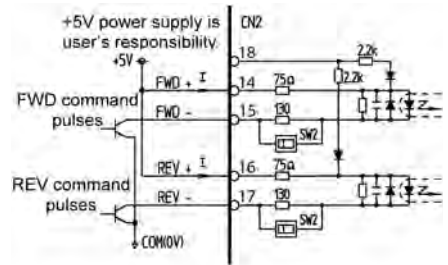 +5V power supply is
user's responsibility.
CN2
+5V
18
2.2k
2.2k
FWD + I
14
75Ω
FWD command
pulses
FWD -
15
130
SW2
REV + I
16
75Ω
REV command
pulses
REV -
17
130
SW2
COM(0V)